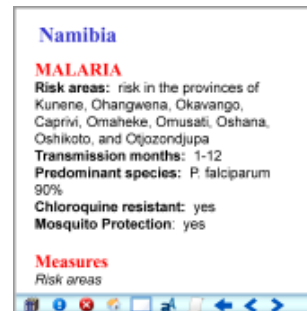 Namibia
MALARIA
Risk areas: risk in the provinces of
Kunene, Ohangwena, Okavango,
Caprivi, Omaheke, Omusati, Oshana,
Oshikoto, and Otjozondjupa
Transmission months: 1-12
Predominant species: P. falciparum
90%
Chloroquine resistant: yes
Mosquito Protection: yes
Measures
Risk areas